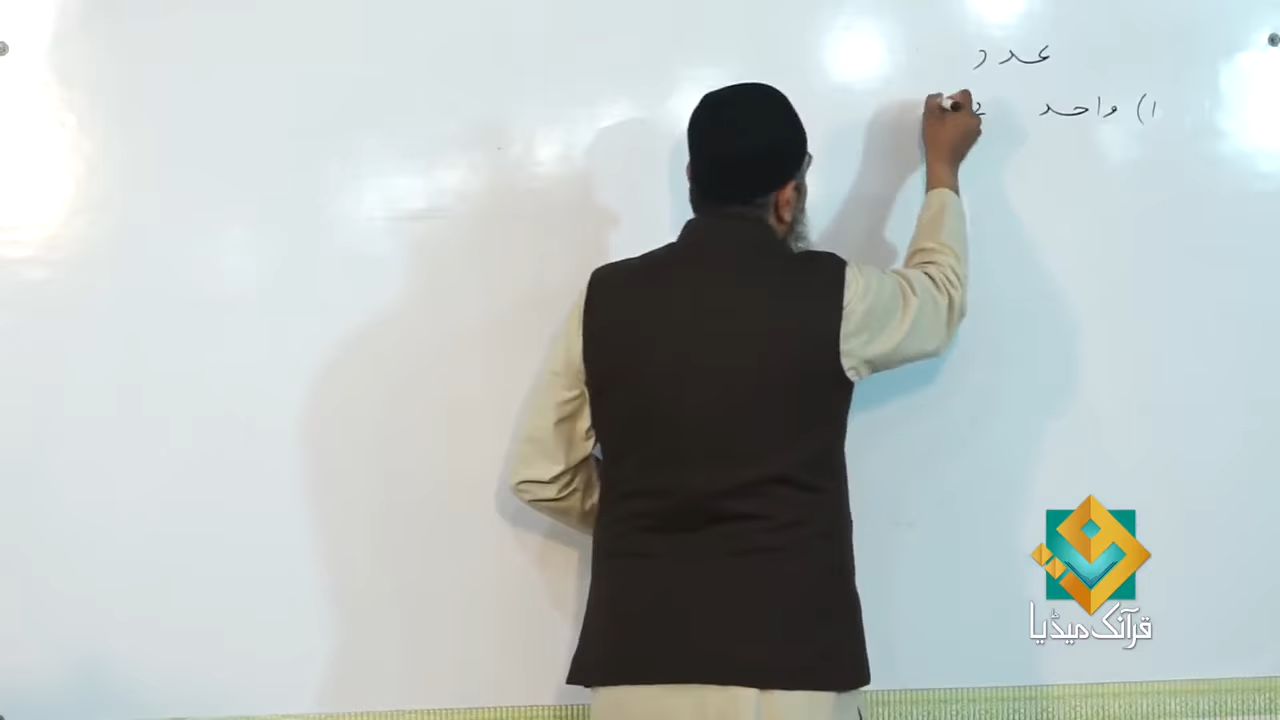 عدد
۱) واحد
قرآنک میڈیا